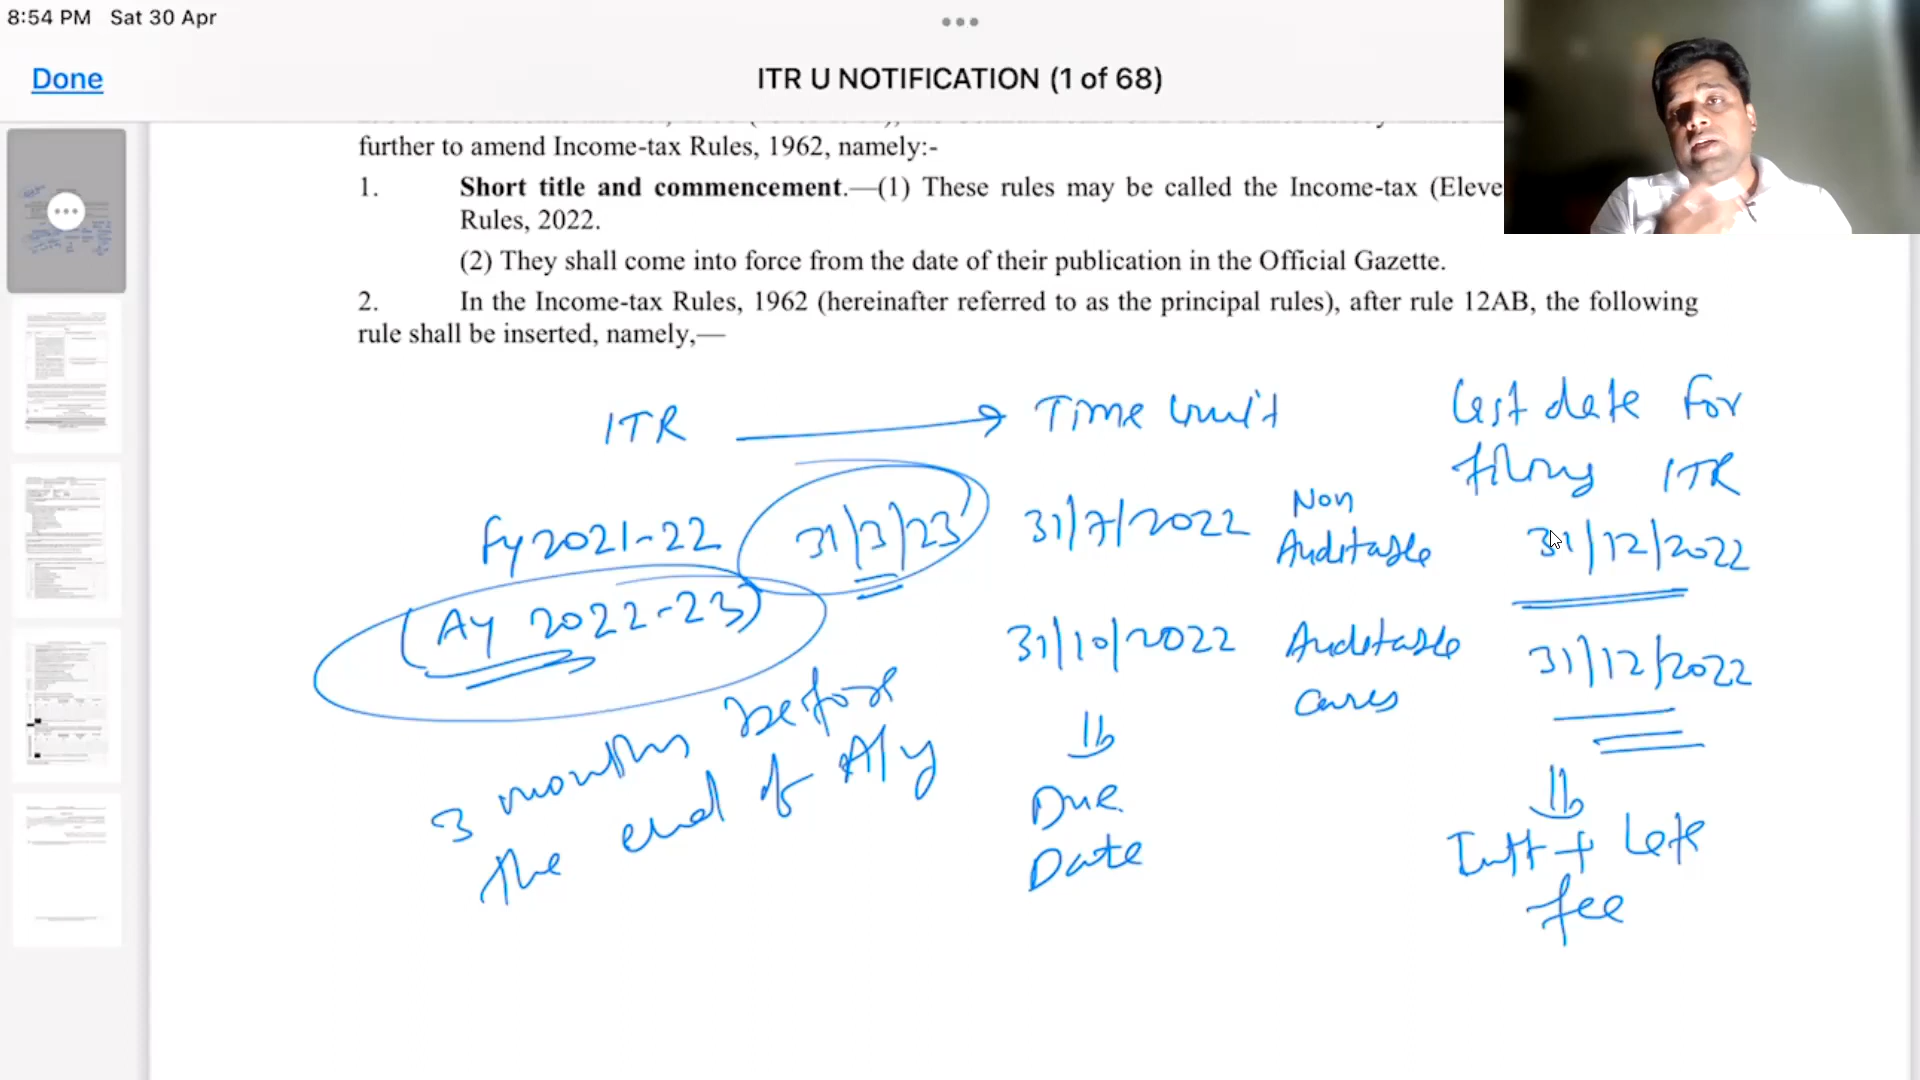 8:54 PM Sat 30 Apr
Done
ITR U NOTIFICATION (1 of 68)
further to amend Income-tax Rules, 1962, namely:-
1. Short title and commencement.—(1) These rules may be called the Income-tax (Eleve
Rules, 2022.
(2) They shall come into force from the date of their publication in the Official Gazette.
2. In the Income-tax Rules, 1962 (hereinafter referred to as the principal rules), after rule 12AB, the following
rule shall be inserted, namely,—
ITR Time limit
Last date for
filing ITR
Fy 2021-22 31/3/23 31/7/2022 Non
Auditable 31/12/2022
(Ay 2022-23) 31/10/2022 Auditable
cases 31/12/2022
3 months before
the end of A/y
Due
Date
Intt + Late
fee